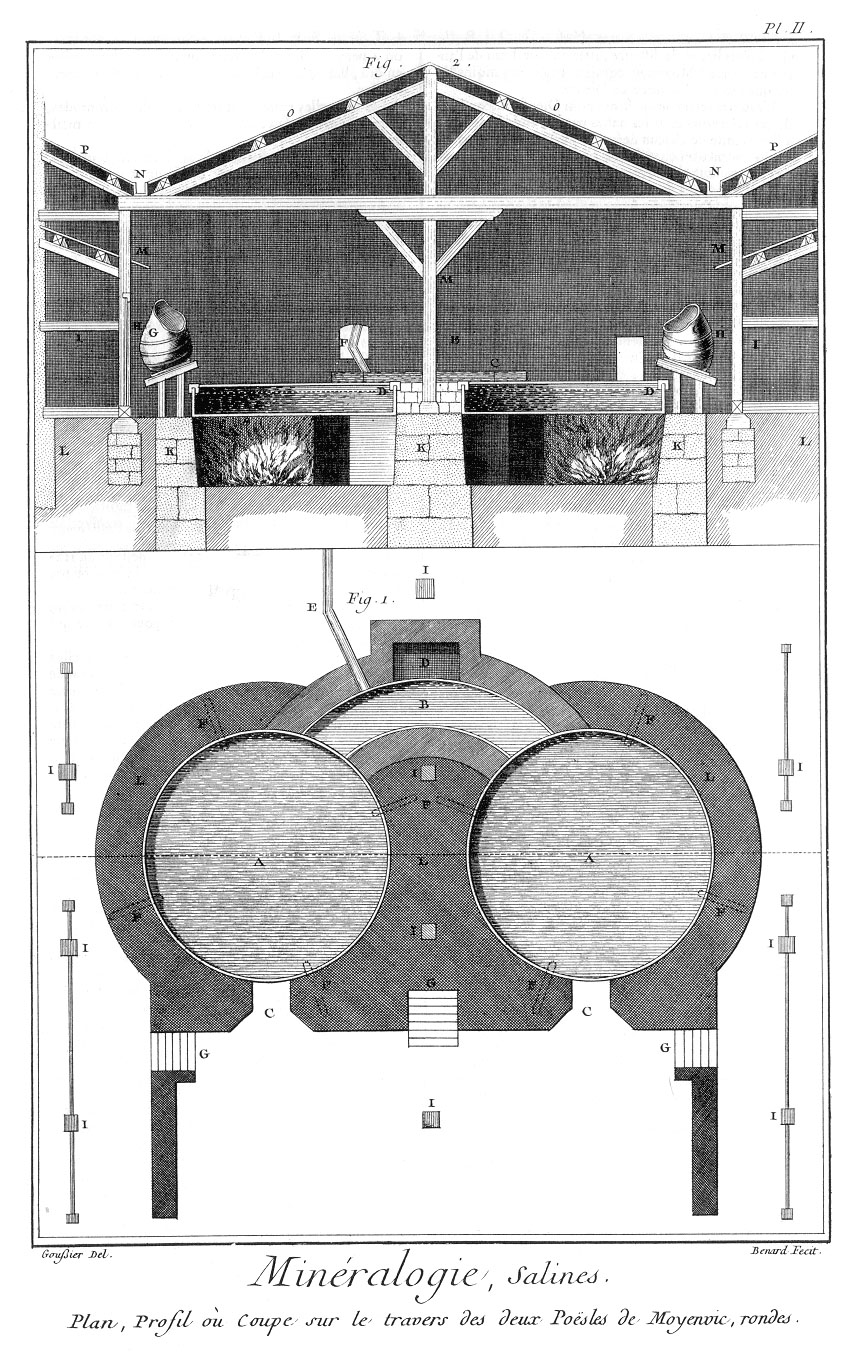 Pl. II.
Fig. 2.
O O
P P
N N
M M
M
G H H
I F B I
C
D D
L K K K L
I
E Fig. 1.
D
B
F F
I I I
L F L
A L A
F F
I I I
F G F
C C
G G
I I I
Goussier Del. Benard Fecit.
Minéralogie, Salines.
Plan, Profil où Coupe sur le travers des deux Poësles de Moyenvic, rondes.